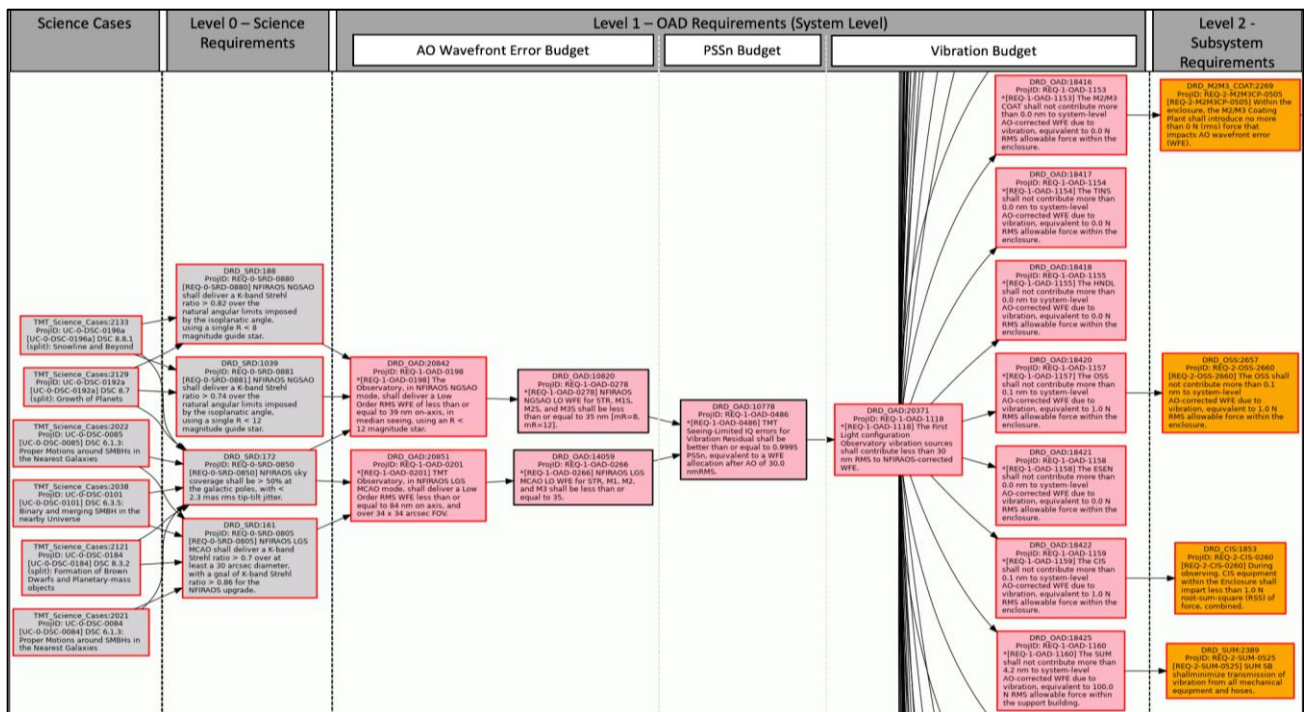 Science Cases
Level 0 – Science
Requirements
Level 1 – OAD Requirements (System Level)
Level 2 -
Subsystem
Requirements
AO Wavefront Error Budget
PSSn Budget
Vibration Budget
TMT_Science_Cases:2133
ProjID: UC-0-DSC-0196a
[UC-0-DSC-0196a] DSC 8.8.1
(split): Snowline and Beyond
TMT_Science_Cases:2129
ProjID: UC-0-DSC-0192a
[UC-0-DSC-0192a] DSC 8.7
(split): Growth of Planets
TMT_Science_Cases:2022
ProjID: UC-0-DSC-0085
[UC-0-DSC-0085] DSC 6.1.3:
Proper Motions around SMBHs in
the Nearest Galaxies
TMT_Science_Cases:2038
ProjID: UC-0-DSC-0101
[UC-0-DSC-0101] DSC 6.3.5:
Binary and merging SMBH in the
nearby Universe
TMT_Science_Cases:2121
ProjID: UC-0-DSC-0184
[UC-0-DSC-0184] DSC 8.3.2
(split): Formation of Brown
Dwarfs and Planetary-mass
objects
TMT_Science_Cases:2021
ProjID: UC-0-DSC-0084
[UC-0-DSC-0084] DSC 6.1.3:
Proper Motions around SMBHs in
the Nearest Galaxies
DRD_SRD:188
ProjID: REQ-0-SRD-0880
[REQ-0-SRD-0880] NFIRAOS NGSAO
shall deliver a K-band Strehl
ratio > 0.82 over the
natural angular limits imposed
by the isoplanatic angle,
using a single R < 8
magnitude guide star.
DRD_SRD:1039
ProjID: REQ-0-SRD-0881
[REQ-0-SRD-0881] NFIRAOS NGSAO
shall deliver a K-band Strehl
ratio > 0.74 over the
natural angular limits imposed
by the isoplanatic angle,
using a single R < 12
magnitude guide star.
DRD_SRD:172
ProjID: REQ-0-SRD-0850
[REQ-0-SRD-0850] NFIRAOS sky
coverage shall be > 50% at
the galactic poles, with <
2.3 mas rms tip-tilt jitter.
DRD_SRD:161
ProjID: REQ-0-SRD-0805
[REQ-0-SRD-0805] NFIRAOS LGS
MCAO shall deliver a K-band
Strehl ratio > 0.7 over at
least a 30 arcsec diameter,
with a goal of K-band Strehl
ratio > 0.86 for the
NFIRAOS upgrade.
DRD_OAD:20842
ProjID: REQ-1-OAD-0198
*[REQ-1-OAD-0198] The
Observatory, in NFIRAOS NGSAO
mode, shall deliver a Low
Order RMS WFE of less than or
equal to 39 nm on-axis, in
median seeing, using an R <
12 magnitude star.
DRD_OAD:20851
ProjID: REQ-1-OAD-0201
*[REQ-1-OAD-0201] TMT
Observatory, in NFIRAOS LGS
MCAO mode, shall deliver a Low
Order RMS WFE less than or
equal to 84 nm on axis, and
over 34 x 34 arcsec FOV.
DRD_OAD:10820
ProjID: REQ-1-OAD-0278
*[REQ-1-OAD-0278] NFIRAOS
NGSAO LO WFE for STR, M1S,
M2S, and M3S shall be less
than or equal to 35 nm [mR=8,
mR=12].
DRD_OAD:14059
ProjID: REQ-1-OAD-0266
*[REQ-1-OAD-0266] NFIRAOS LGS
MCAO LO WFE for STR, M1, M2,
and M3 shall be less than or
equal to 35.
DRD_OAD:10778
ProjID: REQ-1-OAD-0486
*[REQ-1-OAD-0486] TMT
Seeing-Limited IQ errors for
Vibration Residual shall be
better than or equal to 0.9995
PSSn, equivalent to a WFE
allocation after AO of 30.0
nmRMS.
DRD_OAD:20371
ProjID: REQ-1-OAD-1118
*[REQ-1-OAD-1118] The First
Light configuration
Observatory vibration sources
shall contribute less than 30
nm RMS to NFIRAOS-corrected
WFE.
DRD_OAD:18416
ProjID: REQ-1-OAD-1153
*[REQ-1-OAD-1153] The M2/M3
COAT shall not contribute more
than 0.0 nm to system-level
AO-corrected WFE due to
vibration, equivalent to 0.0 N
RMS allowable force within the
enclosure.
DRD_OAD:18417
ProjID: REQ-1-OAD-1154
*[REQ-1-OAD-1154] The TINS
shall not contribute more than
0.0 nm to system-level
AO-corrected WFE due to
vibration, equivalent to 0.0 N
RMS allowable force within the
enclosure.
DRD_OAD:18418
ProjID: REQ-1-OAD-1155
*[REQ-1-OAD-1155] The HNDL
shall not contribute more than
0.0 nm to system-level
AO-corrected WFE due to
vibration, equivalent to 0.0 N
RMS allowable force within the
enclosure.
DRD_OAD:18420
ProjID: REQ-1-OAD-1157
*[REQ-1-OAD-1157] The OSS
shall not contribute more than
0.1 nm to system-level
AO-corrected WFE due to
vibration, equivalent to 1.0 N
RMS allowable force within the
enclosure.
DRD_OAD:18421
ProjID: REQ-1-OAD-1158
*[REQ-1-OAD-1158] The ESEN
shall not contribute more than
0.0 nm to system-level
AO-corrected WFE due to
vibration, equivalent to 0.0 N
RMS allowable force within the
enclosure.
DRD_OAD:18422
ProjID: REQ-1-OAD-1159
*[REQ-1-OAD-1159] The CIS
shall not contribute more than
0.1 nm to system-level
AO-corrected WFE due to
vibration, equivalent to 1.0 N
RMS allowable force within the
enclosure.
DRD_OAD:18425
ProjID: REQ-1-OAD-1160
*[REQ-1-OAD-1160] The SUM
shall not contribute more than
4.2 nm to system-level
AO-corrected WFE due to
vibration, equivalent to 100.0
N RMS allowable force within
the support building.
DRD_M2M3_COAT:2269
ProjID: REQ-2-M2M3CP-0505
[REQ-2-M2M3CP-0505] Within the
enclosure, the M2/M3 Coating
Plant shall introduce no more
than 0 N (rms) force that
impacts AO wavefront error
(WFE).
DRD_OSS:2657
ProjID: REQ-2-OSS-2660
[REQ-2-OSS-2660] The OSS shall
not contribute more than 0.1
nm to system-level
AO-corrected WFE due to
vibration, equivalent to 1.0 N
RMS allowable force within the
enclosure.
DRD_CIS:1853
ProjID: REQ-2-CIS-0260
[REQ-2-CIS-0260] During
observing, CIS equipment
within the Enclosure shall
impart less than 1.0 N
root-sum-square (RSS) of
force, combined.
DRD_SUM:2389
ProjID: REQ-2-SUM-0525
[REQ-2-SUM-0525] SUM SB
shallminimize transmission of
vibration from all mechanical
equipment and hoses.